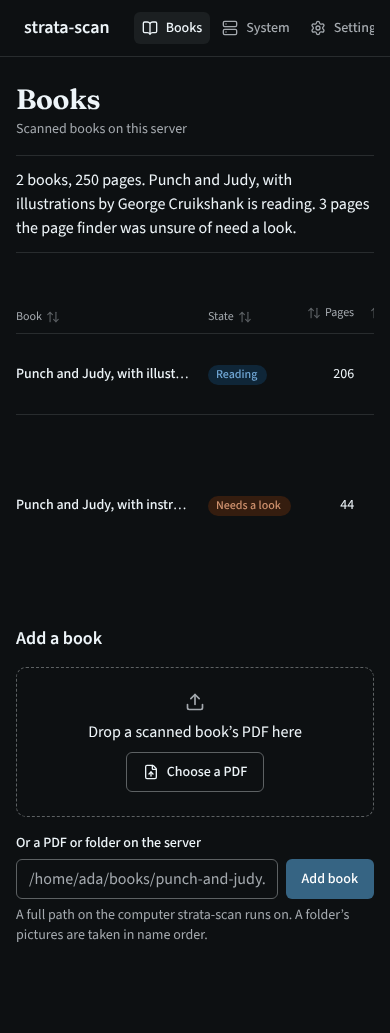 strata-scan Books System Setting
Books
Scanned books on this server
2 books, 250 pages. Punch and Judy, with
illustrations by George Cruikshank is reading. 3 pages
the page finder was unsure of need a look.
Book State Pages
Punch and Judy, with illust… Reading 206
Punch and Judy, with instr… Needs a look 44
Add a book
Drop a scanned book’s PDF here
Choose a PDF
Or a PDF or folder on the server
/home/ada/books/punch-and-judy. Add book
A full path on the computer strata-scan runs on. A folder’s
pictures are taken in name order.